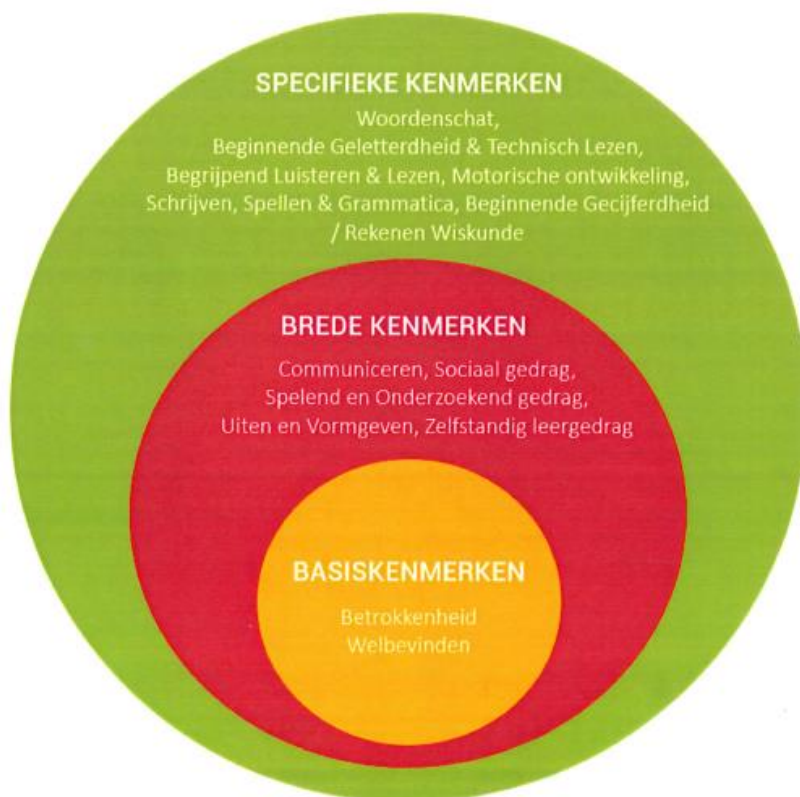 SPECIFIEKE KENMERKEN
Woordenschat,
Beginnende Geletterdheid & Technisch Lezen,
Begrijpend Luisteren & Lezen, Motorische ontwikkeling,
Schrijven, Spellen & Grammatica, Beginnende Gecijferdheid
/ Rekenen Wiskunde
BREDE KENMERKEN
Communiceren, Sociaal gedrag,
Spelend en Onderzoekend gedrag,
Uiten en Vormgeven, Zelfstandig leergedrag
BASISKENMERKEN
Betrokkenheid
Welbevinden